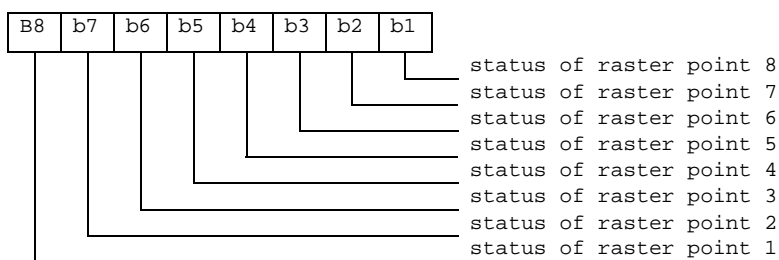 B8 b7 b6 b5 b4 b3 b2 b1
status of raster point 8
status of raster point 7
status of raster point 6
status of raster point 5
status of raster point 4
status of raster point 3
status of raster point 2
status of raster point 1